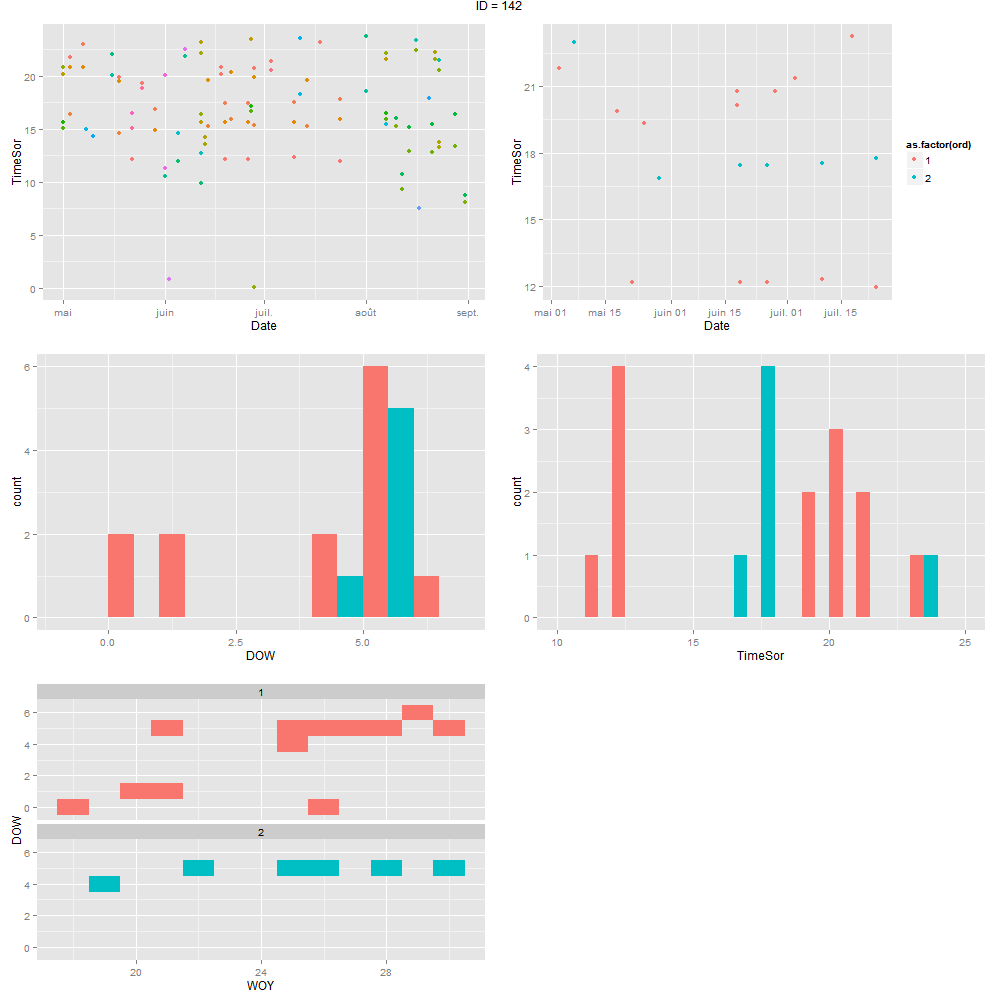 ID = 142
TimeSor
20
15
10
5
0
mai juin juil. août sept.
Date
TimeSor
21
18
15
12
mai 01 mai 15 juin 01 juin 15 juil. 01 juil. 15
Date
as.factor(ord)
1
2
count
6
4
2
0
0.0 2.5 5.0
DOW
count
4
3
2
1
0
10 15 20 25
TimeSor
DOW
1
6
4
2
0
2
6
4
2
0
20 24 28
WOY